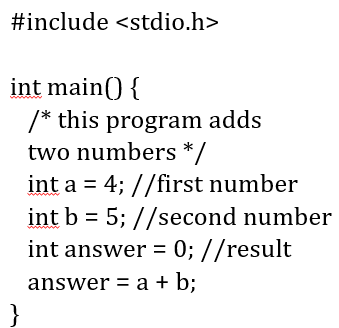 #include <stdio.h>
int main() {
/* this program adds
two numbers */
int a = 4; //first number
int b = 5; //second number
int answer = 0; //result
answer = a + b;
}